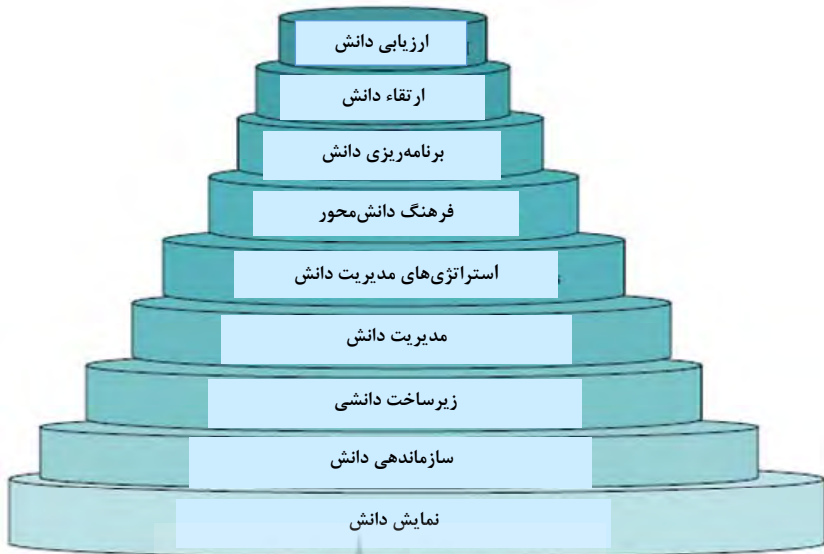 ارزیابی دانش
ارتقاء دانش
برنامه‌ریزی دانش
فرهنگ دانش‌محور
استراتژی‌های مدیریت دانش
مدیریت دانش
زیرساخت دانشی
سازماندهی دانش
نمایش دانش